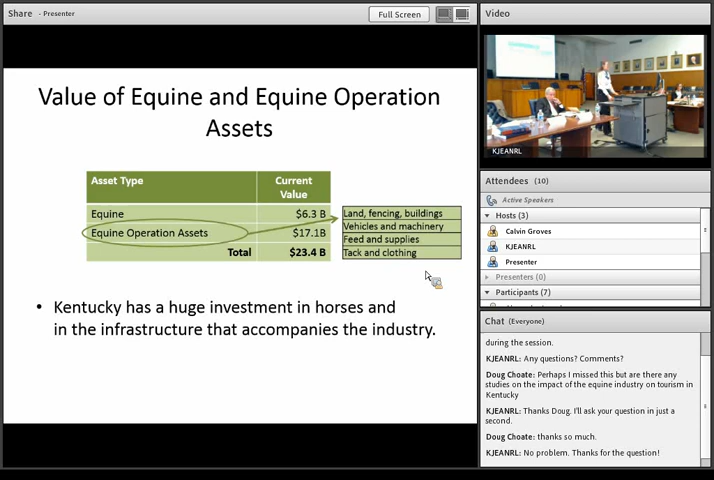 Share - Presenter
Full Screen
Value of Equine and Equine Operation
Assets
Asset Type
Current
Value
Equine
$6.3 B
Equine Operation Assets
$17.1B
Total
$23.4 B
Land, fencing, buildings
Vehicles and machinery
Feed and supplies
Tack and clothing
• Kentucky has a huge investment in horses and
in the infrastructure that accompanies the industry.
Video
KJEANRL
Attendees (10)
Active Speakers
Hosts (3)
Calvin Groves
KJEANRL
Presenter
Presenters (0)
Participants (7)
Chat (Everyone)
during the session.
KJEANRL: Any questions? Comments?
Doug Choate: Perhaps I missed this but are there any
studies on the impact of the equine industry on tourism in
Kentucky
KJEANRL: Thanks Doug. I'll ask your question in just a
second.
Doug Choate: thanks so much.
KJEANRL: No problem. Thanks for the question!